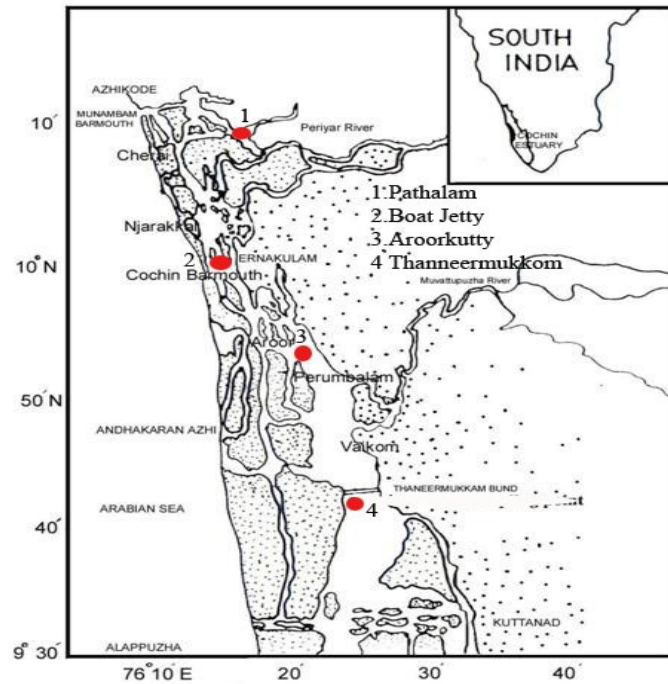 SOUTH
INDIA
COCHIN
ESTUARY
AZHIKODE
MUNAMBAM
BARMOUTH
1
10´
Periyar River
Cherai
1.Pathalam
2.Boat Jetty
3.Aroorkutty
4 Thanneermukkom
Njarakkal
2
ERNAKULAM
10°N
Cochin Barmouth
Muvattupuzha River
Aroor
3
Perumbalam
50´N
ANDHAKARAN AZHI
Vaikom
THANEERMUKKAM BUND
ARABIAN SEA
4
40´
KUTTANAD
9° 30´
ALAPPUZHA
76°10´E
20´
30´
40´